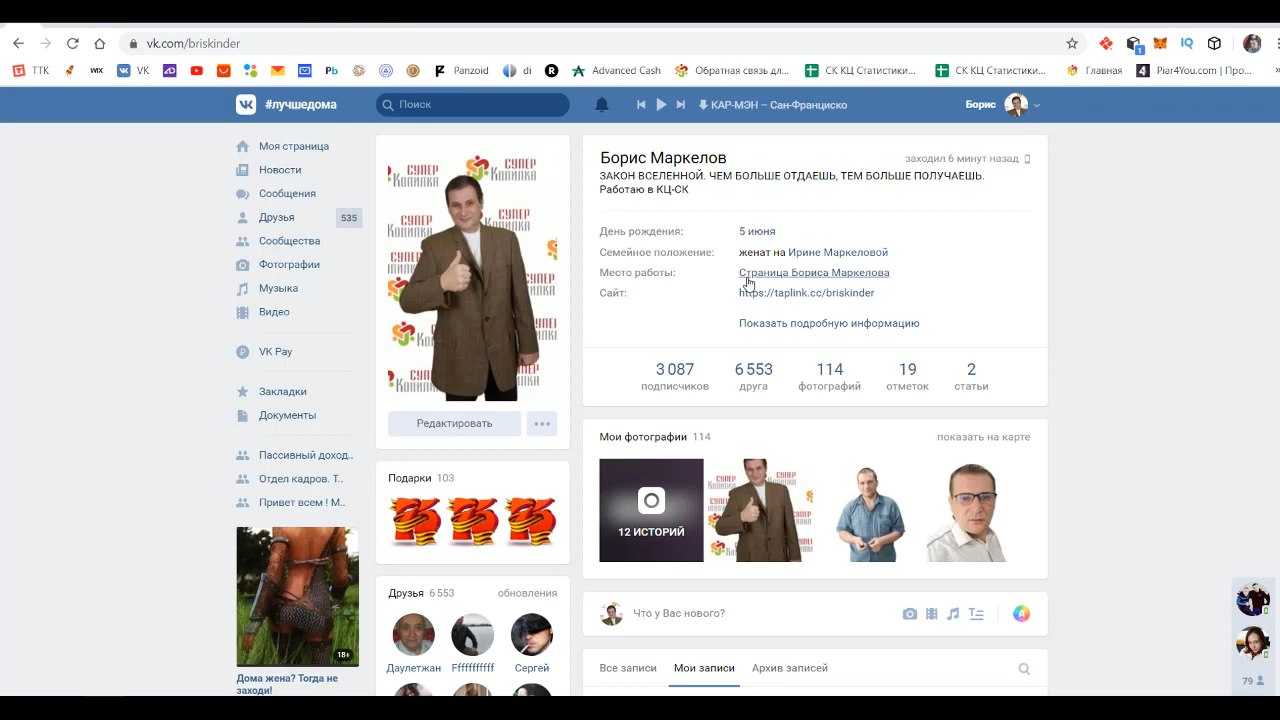 vk.com/briskinder
ТТК
WIX
VK
Pb
Panzoid
di
Advanced Cash
Обратная связь дл...
СК КЦ Статистики...
СК КЦ Статистики...
Главная
Piar4You.com | Про...
#лучшедома
Поиск
КАР-МЭН – Сан-Франциско
Борис
Моя страница
Новости
Сообщения
Друзья
535
Сообщества
Фотографии
Музыка
Видео
VK Pay
Закладки
Документы
Пассивный доход..
Отдел кадров. Т..
Привет всем ! М..
18+
Дома жена? Тогда не
заходи!
СУПЕР
Копилка
Редактировать
Подарки 103
Друзья 6 553
обновления
Даулетжан
Fffffffffff
Сергей
Борис Маркелов
заходил 6 минут назад
ЗАКОН ВСЕЛЕННОЙ. ЧЕМ БОЛЬШЕ ОТДАЕШЬ, ТЕМ БОЛЬШЕ ПОЛУЧАЕШЬ.
Работаю в КЦ-СК
День рождения: 5 июня
Семейное положение: женат на Ирине Маркеловой
Место работы: Страница Бориса Маркелова
Сайт: https://taplink.cc/briskinder
Показать подробную информацию
3 087 6 553 114 19 2
подписчиков друга фотографий отметок статьи
Мои фотографии 114
показать на карте
12 ИСТОРИЙ
Что у Вас нового?
Все записи Мои записи Архив записей
79